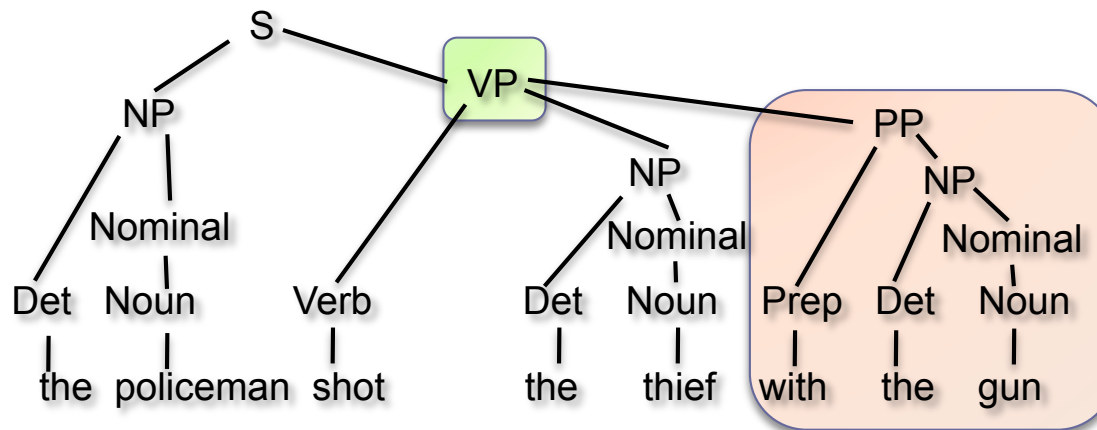 S
VP
NP
PP
NP
NP
Nominal
Nominal
Nominal
Det Noun Verb Det Noun Prep Det Noun
the policeman shot the thief with the gun